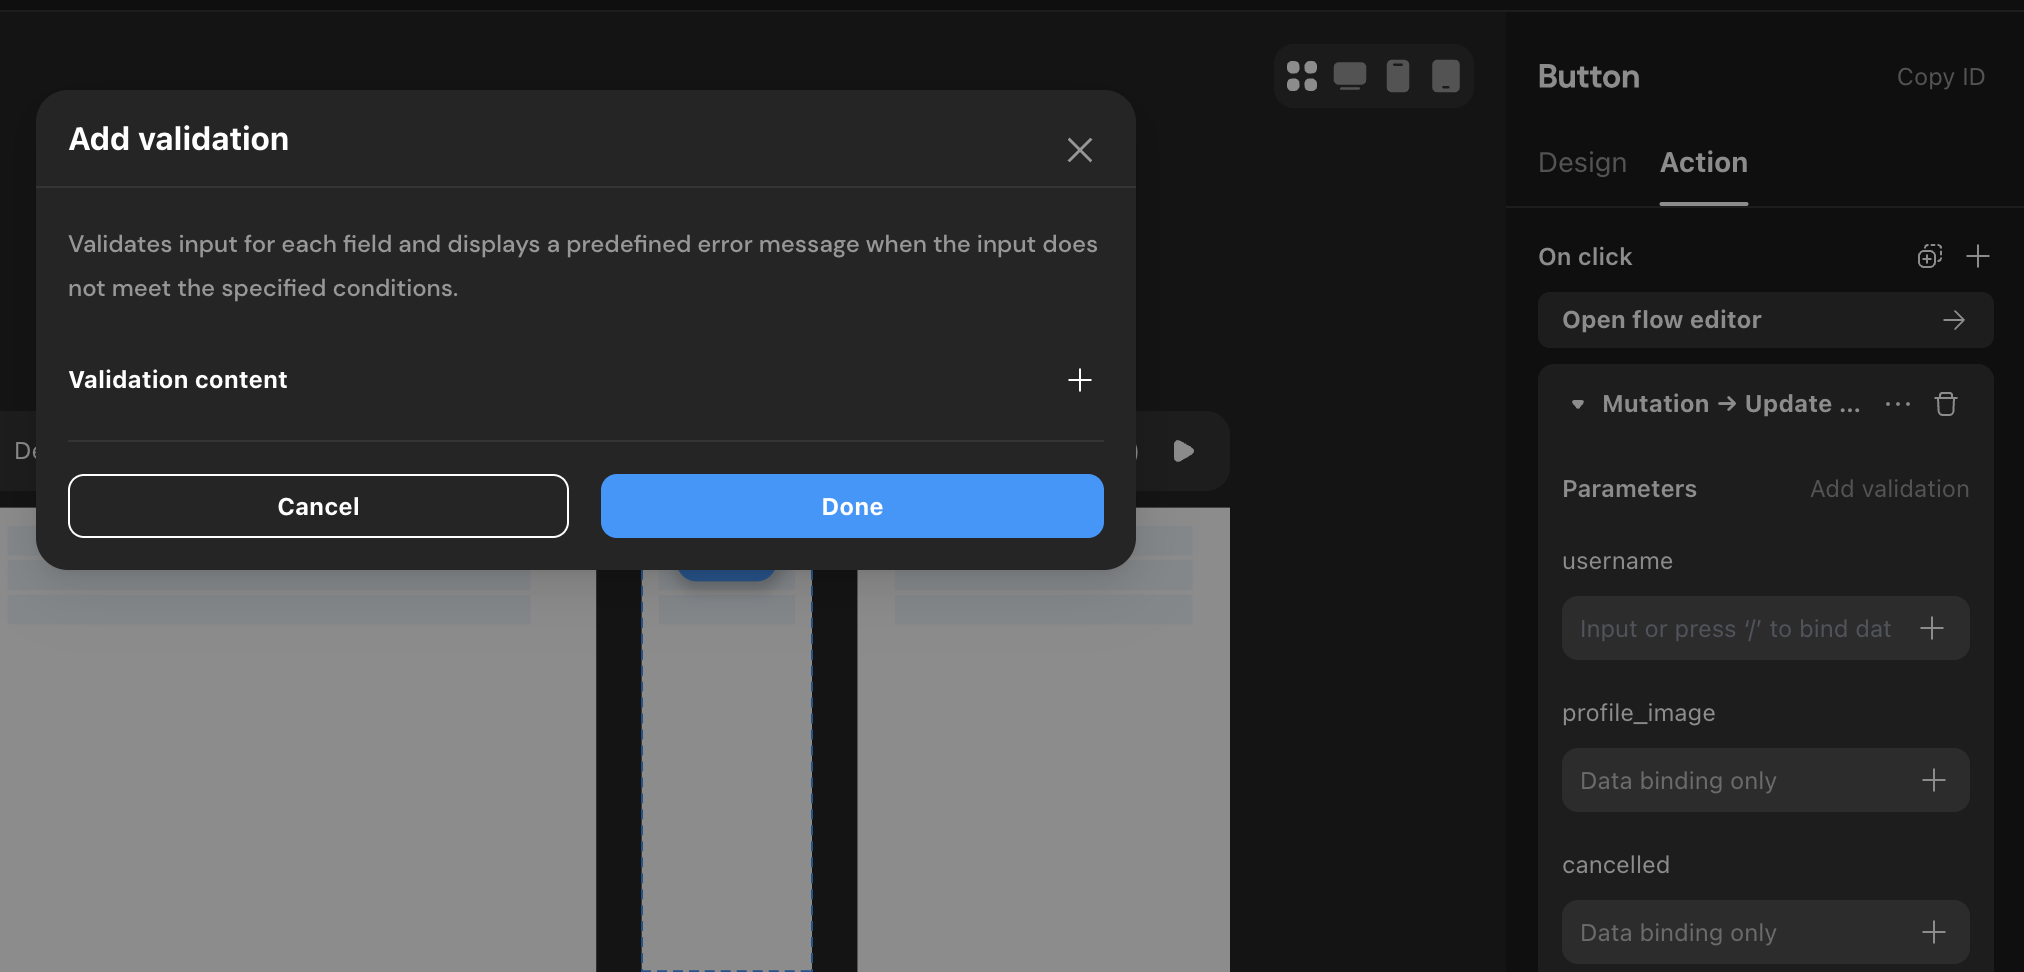 Add validation
Validates input for each field and displays a predefined error message when the input does
not meet the specified conditions.
Validation content
Cancel
Done
Button
Copy ID
Design
Action
On click
Open flow editor
Mutation → Update ...
Parameters
Add validation
username
Input or press ‘/’ to bind dat
profile_image
Data binding only
cancelled
Data binding only